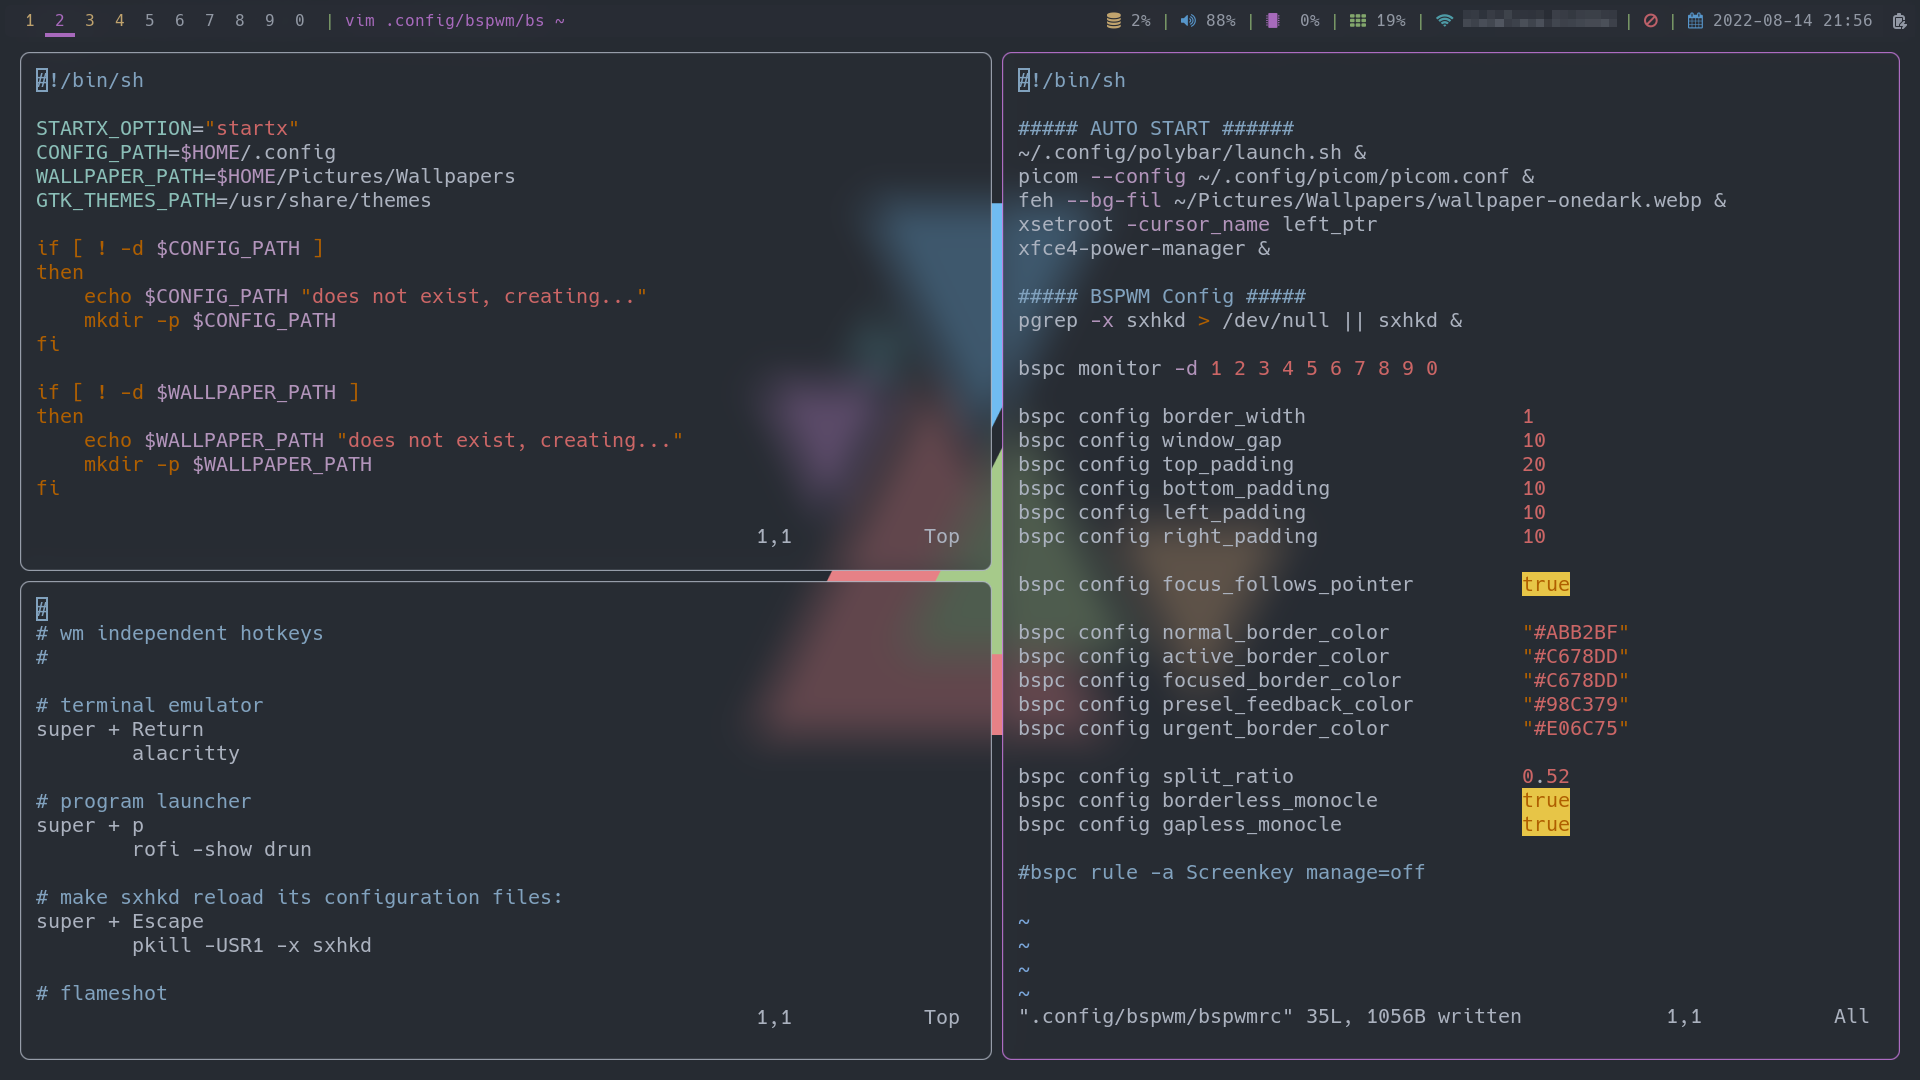 1 2 3 4 5 6 7 8 9 0 | vim .config/bspwm/bs ~ 2% | 88% | 0% | 19% | | | 2022-08-14 21:56
#!/bin/sh

STARTX_OPTION="startx"
CONFIG_PATH=$HOME/.config
WALLPAPER_PATH=$HOME/Pictures/Wallpapers
GTK_THEMES_PATH=/usr/share/themes

if [ ! -d $CONFIG_PATH ]
then
    echo $CONFIG_PATH "does not exist, creating..."
    mkdir -p $CONFIG_PATH
fi

if [ ! -d $WALLPAPER_PATH ]
then
    echo $WALLPAPER_PATH "does not exist, creating..."
    mkdir -p $WALLPAPER_PATH
fi

1,1 Top
#
# wm independent hotkeys
#

# terminal emulator
super + Return
        alacritty

# program launcher
super + p
        rofi -show drun

# make sxhkd reload its configuration files:
super + Escape
        pkill -USR1 -x sxhkd

# flameshot
1,1 Top
#!/bin/sh

##### AUTO START ######
~/.config/polybar/launch.sh &
picom --config ~/.config/picom/picom.conf &
feh --bg-fil ~/Pictures/Wallpapers/wallpaper-onedark.webp &
xsetroot -cursor_name left_ptr
xfce4-power-manager &

##### BSPWM Config #####
pgrep -x sxhkd > /dev/null || sxhkd &

bspc monitor -d 1 2 3 4 5 6 7 8 9 0

bspc config border_width 1
bspc config window_gap 10
bspc config top_padding 20
bspc config bottom_padding 10
bspc config left_padding 10
bspc config right_padding 10

bspc config focus_follows_pointer true

bspc config normal_border_color "#ABB2BF"
bspc config active_border_color "#C678DD"
bspc config focused_border_color "#C678DD"
bspc config presel_feedback_color "#98C379"
bspc config urgent_border_color "#E06C75"

bspc config split_ratio 0.52
bspc config borderless_monocle true
bspc config gapless_monocle true

#bspc rule -a Screenkey manage=off

~
~
~
~
".config/bspwm/bspwmrc" 35L, 1056B written 1,1 All